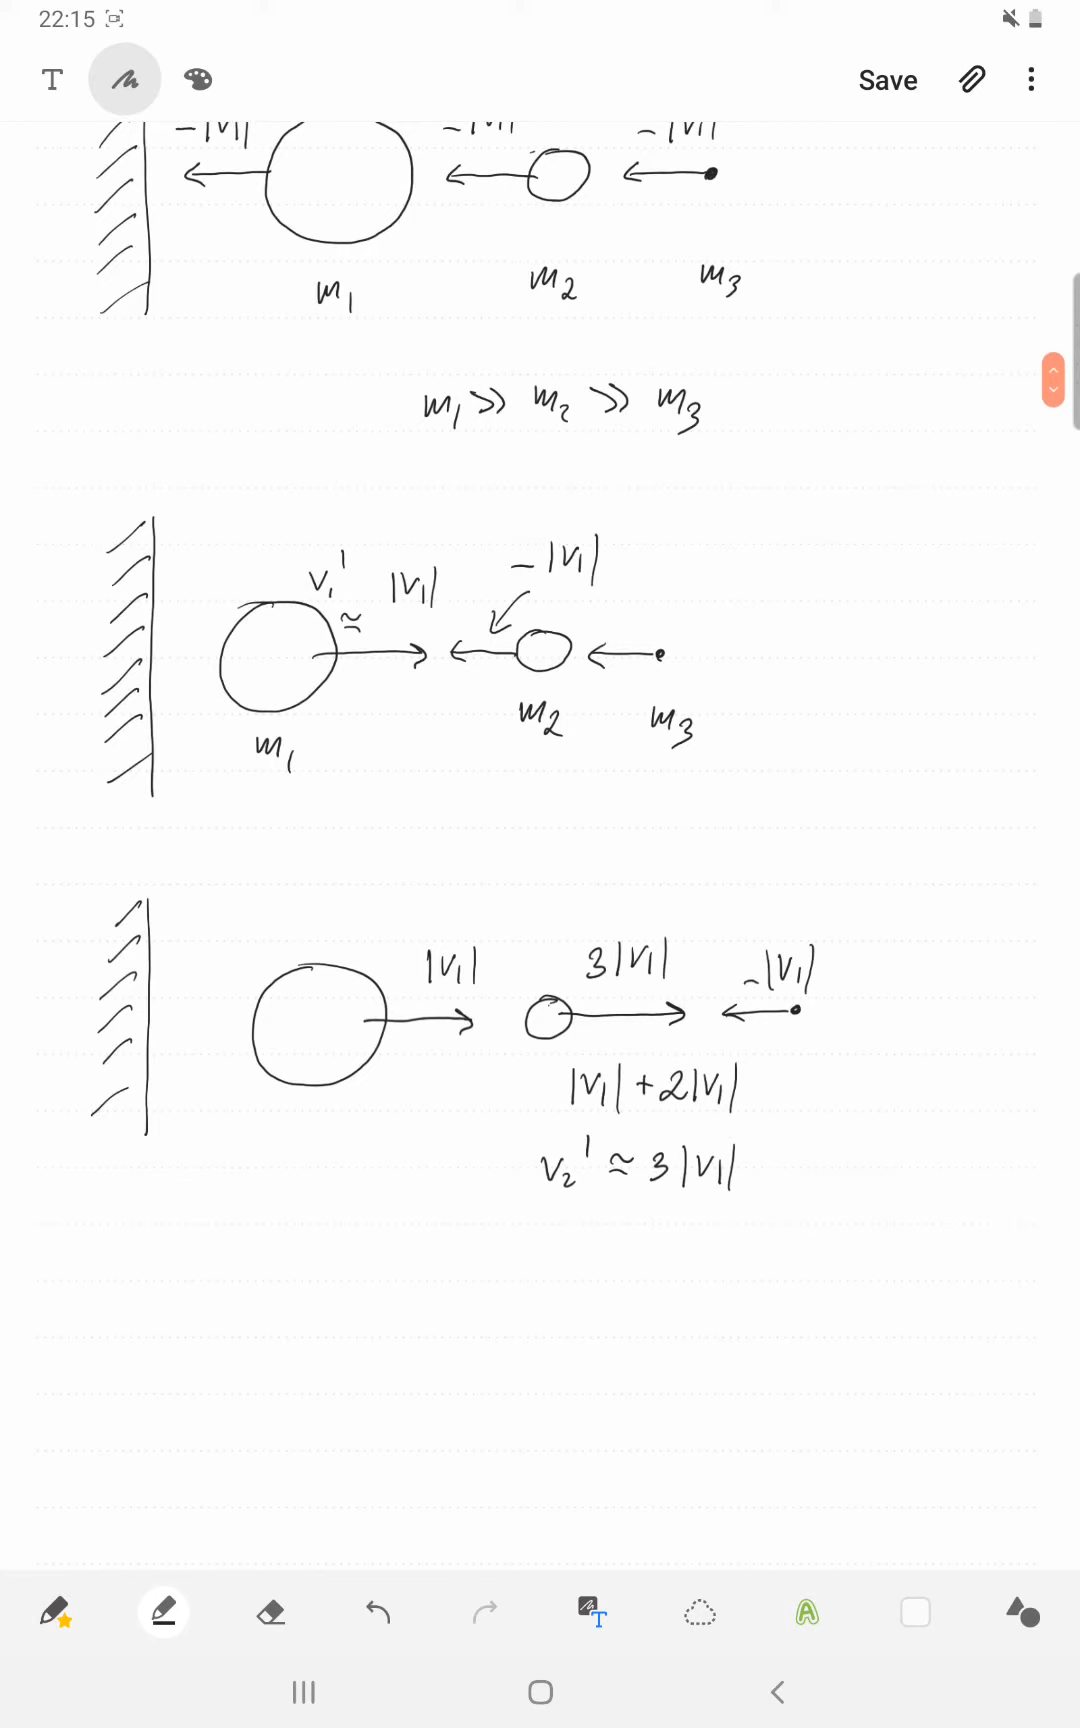 22:15
T Save
-|v₁| -|v₁| -|v₁|
m₁ m₂ m₃
m₁ ≫ m₂ ≫ m₃
v₁' ≃ |v₁| -|v₁|
m₁ m₂ m₃
|v₁| 3|v₁| -|v₁|
|v₁| + 2|v₁|
v₂' ≃ 3|v₁|
T A